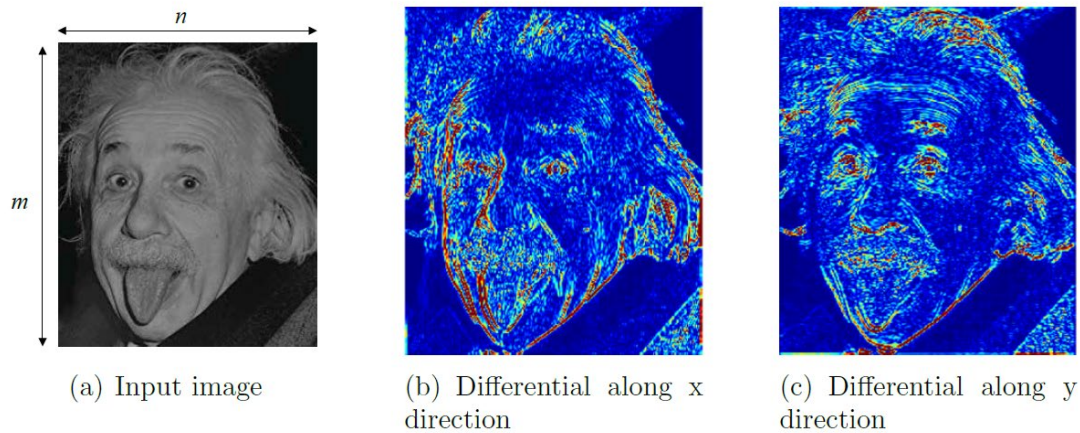 n
m
(a) Input image
(b) Differential along x
direction
(c) Differential along y
direction